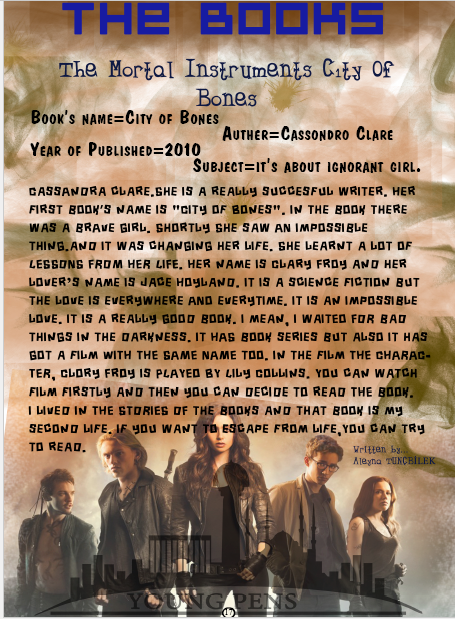 THE BOOKS
The Mortal Instruments City Of
Bones
Book's name=City of Bones
Auther=Cassondro Clare
Year of Published=2010
Subject=it's about ignorant girl.
CASSANDRA CLARE.SHE IS A REALLY SUCCESFUL WRITER. HER
FIRST BOOK'S NAME IS "CITY OF BONES". IN THE BOOK THERE
WAS A BRAVE GIRL. SHORTLY SHE SAW AN IMPOSSIBLE
THING.AND IT WAS CHANGING HER LIFE. SHE LEARNT A LOT OF
LESSONS FROM HER LIFE. HER NAME IS CLARY FROY AND HER
LOVER'S NAME IS JACE HOYLAND. IT IS A SCIENCE FICTION BUT
THE LOVE IS EVERYWHERE AND EVERYTIME. IT IS AN IMPOSSIBLE
LOVE. IT IS A REALLY GOOD BOOK. I MEAN, I WAITED FOR BAD
THINGS IN THE DARKNESS. IT HAS BOOK SERIES BUT ALSO IT HAS
GOT A FILM WITH THE SAME NAME TOO. IN THE FILM THE CHARAC-
TER, CLORY FROY IS PLAYED BY LILY COLLINS. YOU CAN WATCH
FILM FIRSTLY AND THEN YOU CAN DECIDE TO READ THE BOOK.
I LIVED IN THE STORIES OF THE BOOKS AND THAT BOOK IS MY
SECOND LIFE. IF YOU WANT TO ESCAPE FROM LIFE,YOU CAN TRY
TO READ.
Written by..
Aleyna TUNÇBİLEK
YOUNG PENS
17